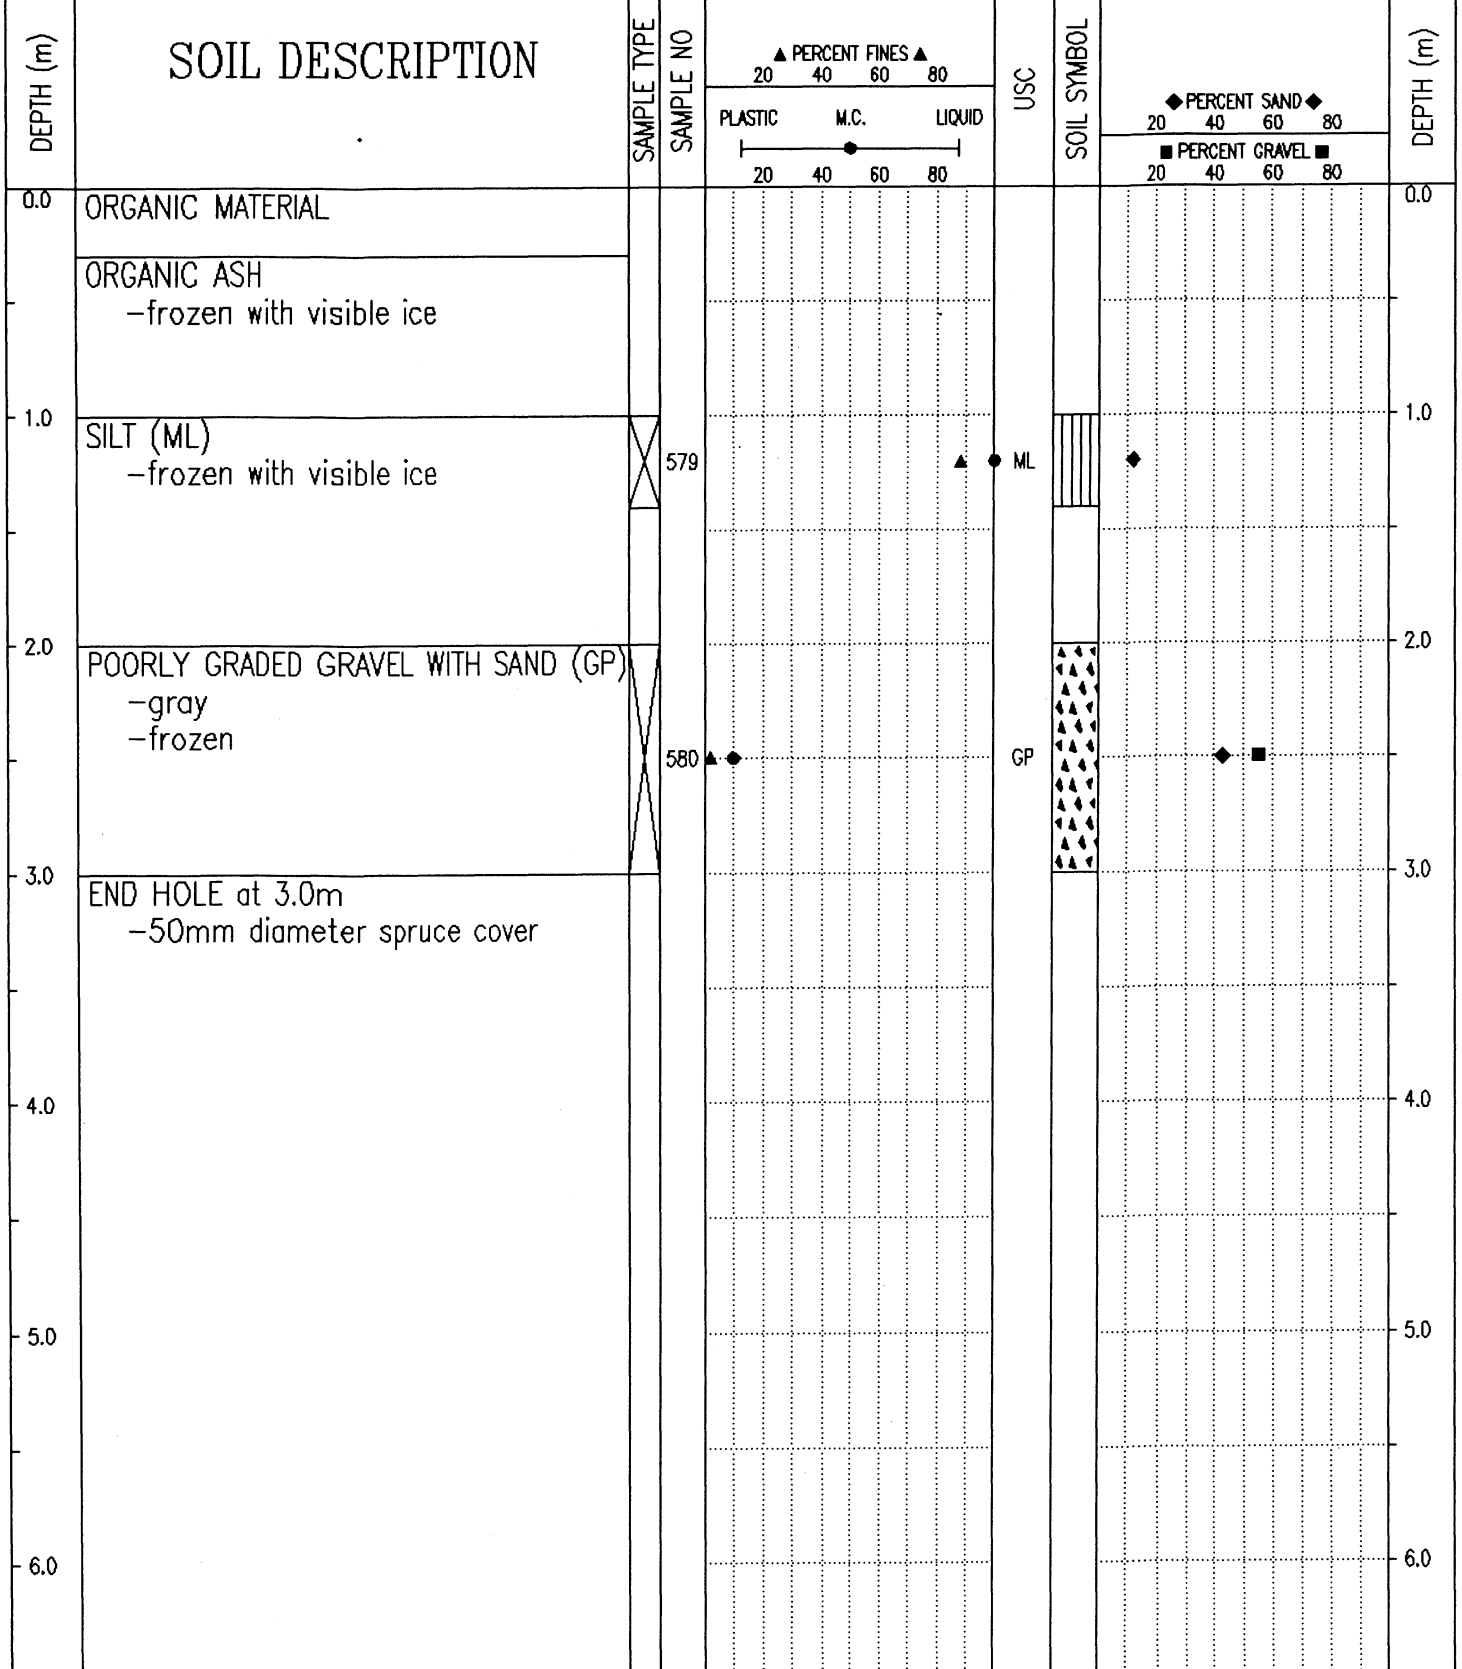 DEPTH (m)
SOIL DESCRIPTION
SAMPLE TYPE
SAMPLE NO
▲ PERCENT FINES ▲
20 40 60 80
PLASTIC M.C. LIQUID
20 40 60 80
USC
SOIL SYMBOL
◆ PERCENT SAND ◆
20 40 60 80
■ PERCENT GRAVEL ■
20 40 60 80
DEPTH (m)
0.0 ORGANIC MATERIAL 0.0
ORGANIC ASH
-frozen with visible ice
1.0 1.0
SILT (ML)
-frozen with visible ice 579 ML
2.0 2.0
POORLY GRADED GRAVEL WITH SAND (GP)
-gray
-frozen
580 GP
3.0 3.0
END HOLE at 3.0m
-50mm diameter spruce cover
4.0 4.0
5.0 5.0
6.0 6.0